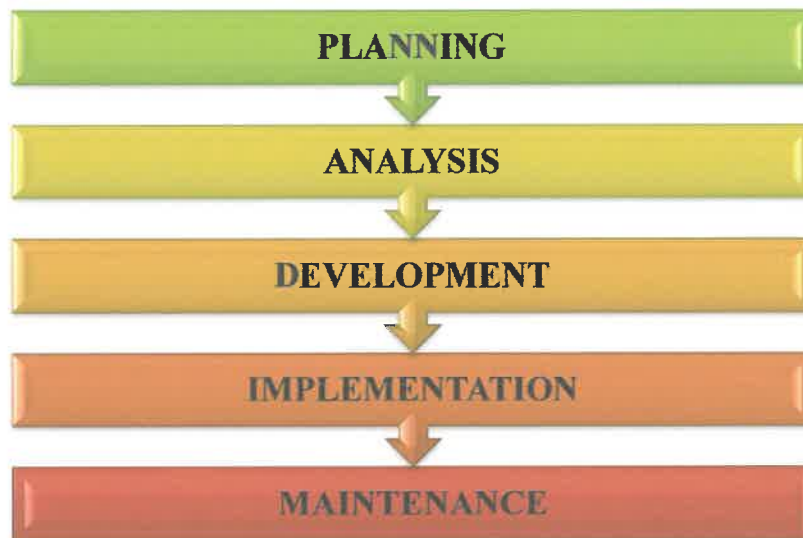 PLANNING
ANALYSIS
DEVELOPMENT
IMPLEMENTATION
MAINTENANCE